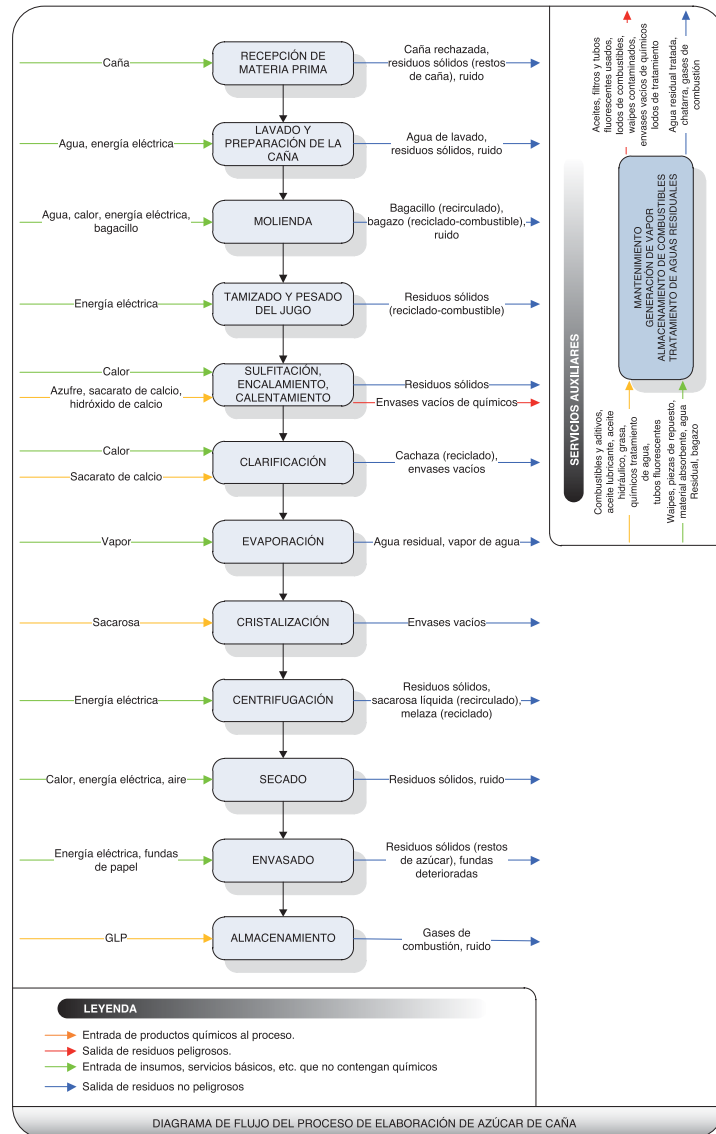 Caña
RECEPCIÓN DE
MATERIA PRIMA
Caña rechazada,
residuos sólidos (restos
de caña), ruido
Agua, energía eléctrica
LAVADO Y
PREPARACIÓN DE LA
CAÑA
Agua de lavado,
residuos sólidos, ruido
Agua, calor, energía eléctrica,
bagacillo
MOLIENDA
Bagacillo (recirculado),
bagazo (reciclado-combustible),
ruido
Energía eléctrica
TAMIZADO Y PESADO
DEL JUGO
Residuos sólidos
(reciclado-combustible)
Calor
Azufre, sacarato de calcio,
hidróxido de calcio
SULFITACIÓN,
ENCALAMIENTO,
CALENTAMIENTO
Residuos sólidos
Envases vacios de químicos
Calor
Sacarato de calcio
CLARIFICACIÓN
Cachaza (reciclado),
envases vacíos
Vapor
EVAPORACIÓN
Agua residual, vapor de agua
Sacarosa
CRISTALIZACIÓN
Envases vacios
Energía eléctrica
CENTRIFUGACIÓN
Residuos sólidos,
sacarosa líquida (recirculado),
melaza (reciclado)
Calor, energía eléctrica, aire
SECADO
Residuos sólidos, ruido
Energía eléctrica, fundas
de papel
ENVASADO
Residuos sólidos (restos
de azúcar), fundas
deterioradas
GLP
ALMACENAMIENTO
Gases de
combustión, ruido
SERVICIOS AUXILIARES
Aceites, filtros y tubos
fluorescentes usados,
lodos de combustibles,
waipes contaminados,
envases vacios de químicos
lodos de tratamiento
Agua residual tratada,
chatarra, gases de
combustión
MANTENIMIENTO
GENERACIÓN DE VAPOR
ALMACENAMIENTO DE COMBUSTIBLES
TRATAMIENTO DE AGUAS RESIDUALES
Combustibles y aditivos,
aceite lubricante, aceite
hidráulico, grasa,
químicos tratamiento
de agua,
tubos fluorescentes
Waipes, piezas de repuesto,
material absorbente, agua
Residual, bagazo
LEYENDA
Entrada de productos químicos al proceso.
Salida de residuos peligrosos.
Entrada de insumos, servicios básicos, etc. que no contengan químicos
Salida de residuos no peligrosos
DIAGRAMA DE FLUJO DEL PROCESO DE ELABORACIÓN DE AZÚCAR DE CAÑA